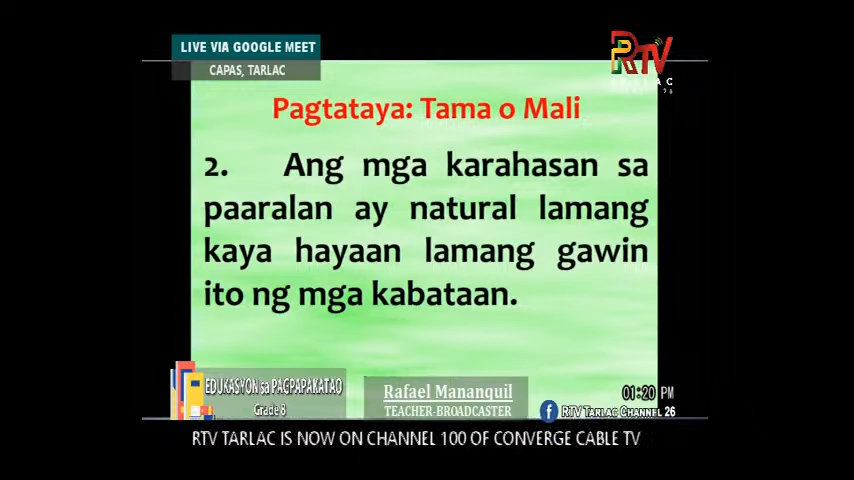 LIVE VIA GOOGLE MEET
CAPAS, TARLAC
RTV
Pagtataya: Tama o Mali
2. Ang mga karahasan sa
paaralan ay natural lamang
kaya hayaan lamang gawin
ito ng mga kabataan.
EDUKASYON sa PAGPAPAKATAO
Grade 8
Rafael Mananquil
TEACHER-BROADCASTER
01:20 PM
RTV TARLAC CHANNEL 26
RTV TARLAC IS NOW ON CHANNEL 100 OF CONVERGE CABLE TV